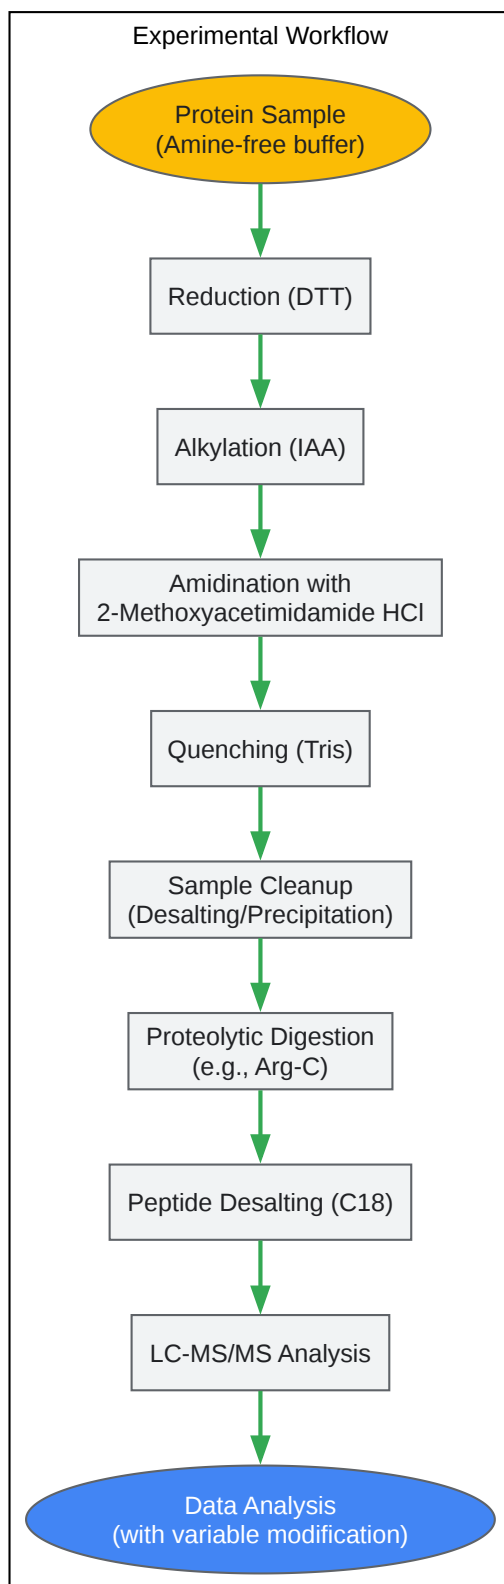 Experimental Workflow
Protein Sample
(Amine-free buffer)
Reduction (DTT)
Alkylation (IAA)
Amidination with
2-Methoxyacetimidamide HCl
Quenching (Tris)
Sample Cleanup
(Desalting/Precipitation)
Proteolytic Digestion
(e.g., Arg-C)
Peptide Desalting (C18)
LC-MS/MS Analysis
Data Analysis
(with variable modification)